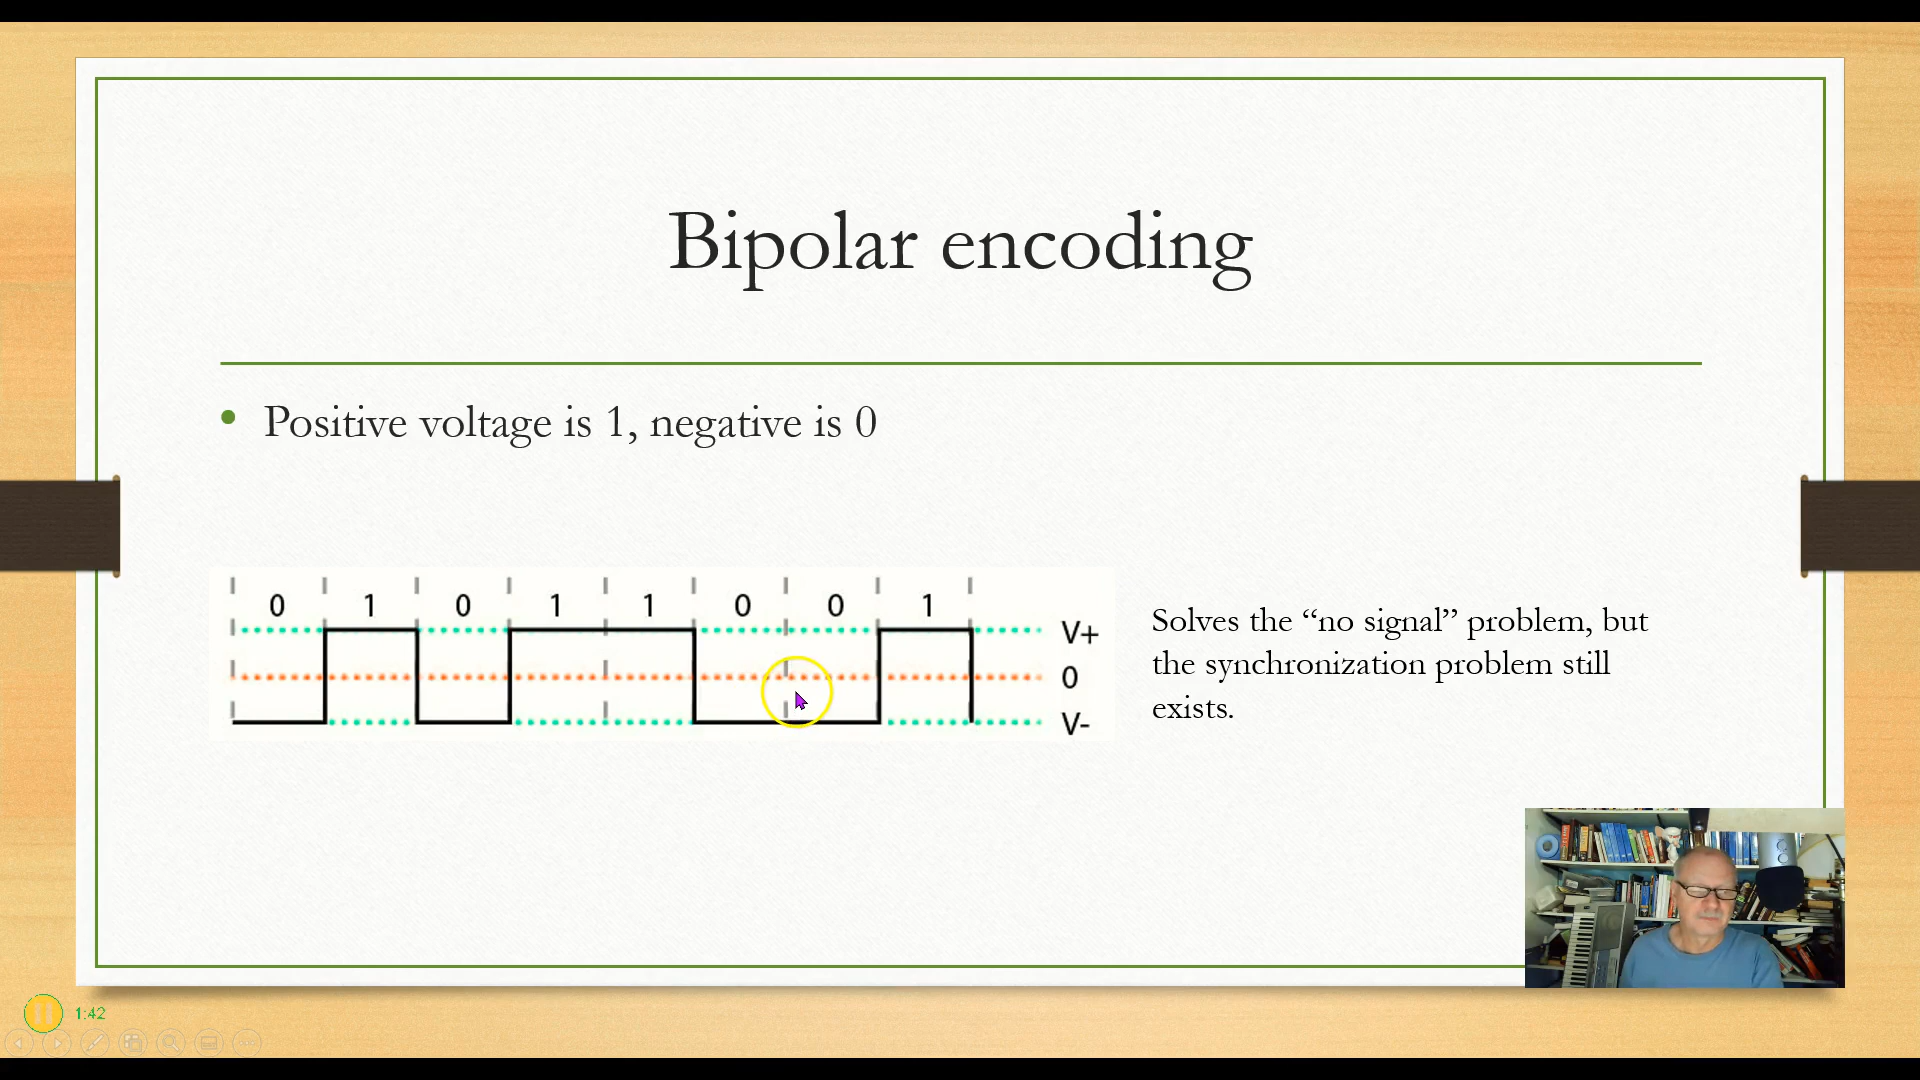 Bipolar encoding
• Positive voltage is 1, negative is 0
0 1 0 1 1 0 0 1
V+
0
V-
Solves the “no signal” problem, but
the synchronization problem still
exists.
1:42